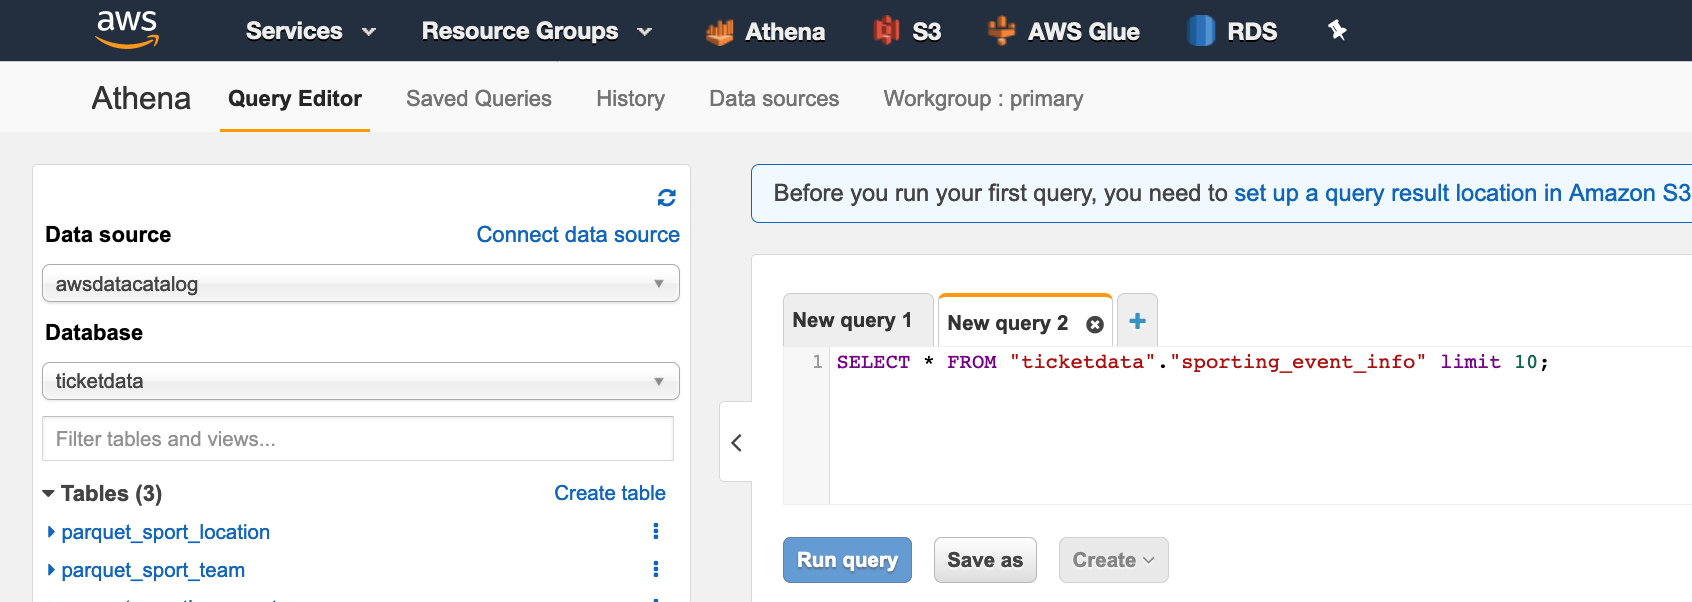 aws Services Resource Groups Athena S3 AWS Glue RDS
Athena Query Editor Saved Queries History Data sources Workgroup : primary
Before you run your first query, you need to set up a query result location in Amazon S3
Data source Connect data source
awsdatacatalog
Database
ticketdata
Filter tables and views...
Tables (3) Create table
parquet_sport_location
parquet_sport_team
New query 1 New query 2
1 SELECT * FROM "ticketdata"."sporting_event_info" limit 10;
Run query Save as Create